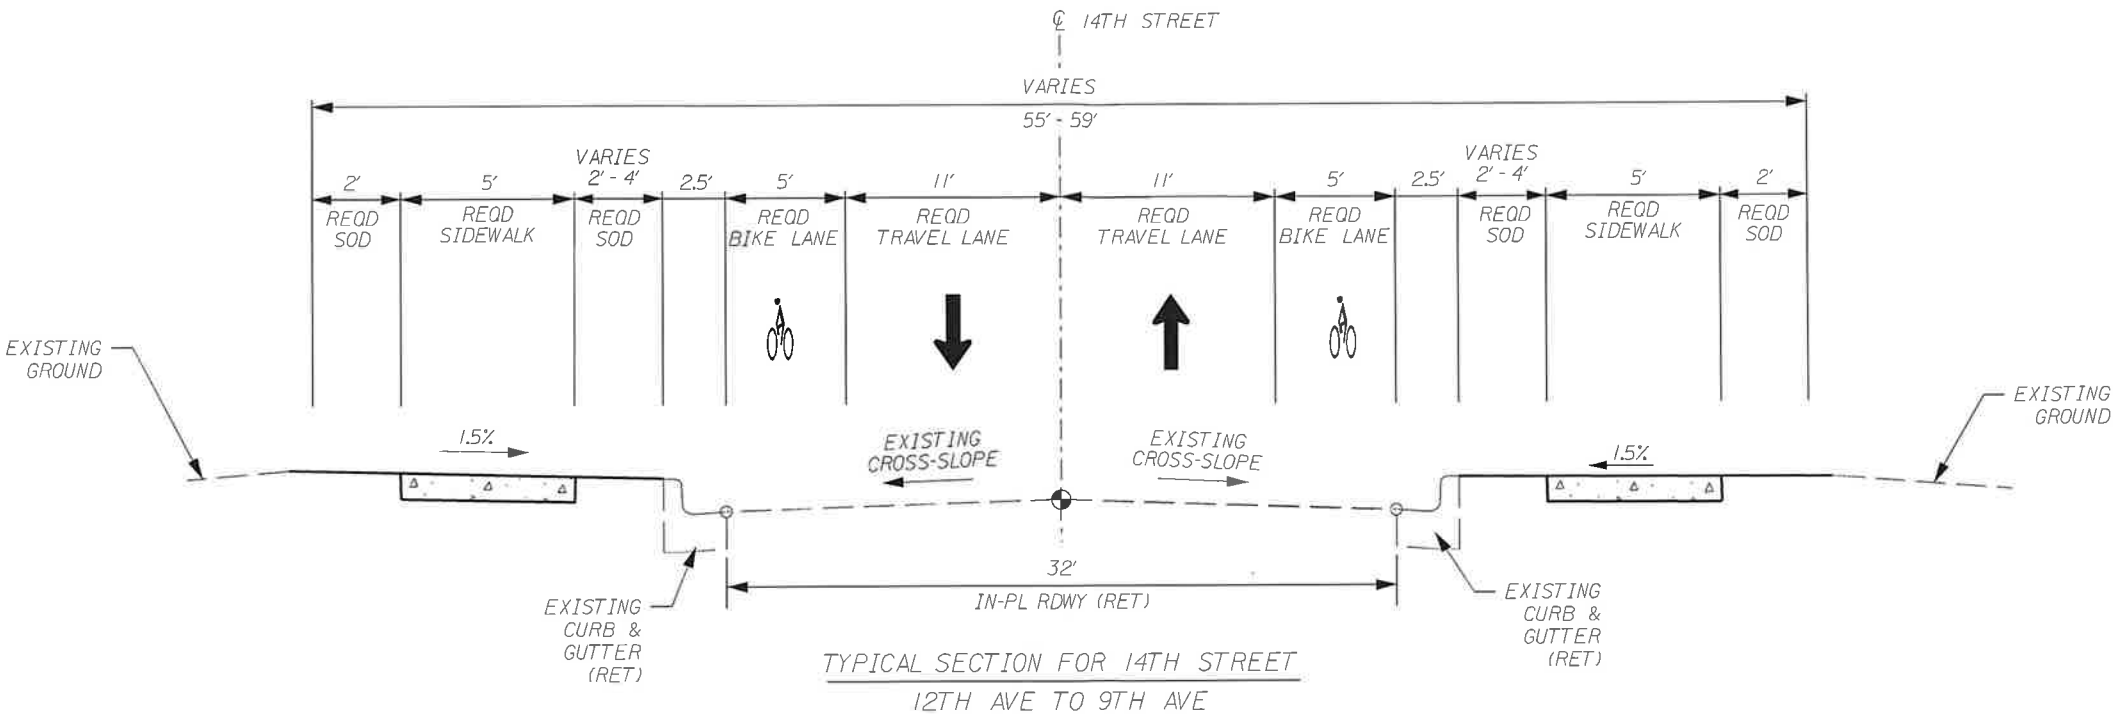 ℄ 14TH STREET
VARIES
55' - 59'
2'
5'
VARIES
2' - 4'
2.5'
5'
11'
11'
5'
2.5'
VARIES
2' - 4'
5'
2'
REQD
SOD
REQD
SIDEWALK
REQD
SOD
REQD
BIKE LANE
REQD
TRAVEL LANE
REQD
TRAVEL LANE
REQD
BIKE LANE
REQD
SOD
REQD
SIDEWALK
REQD
SOD
EXISTING
GROUND
EXISTING
GROUND
1.5%
EXISTING
CROSS-SLOPE
EXISTING
CROSS-SLOPE
1.5%
32'
IN-PL RDWY (RET)
EXISTING
CURB &
GUTTER
(RET)
EXISTING
CURB &
GUTTER
(RET)
TYPICAL SECTION FOR 14TH STREET
12TH AVE TO 9TH AVE